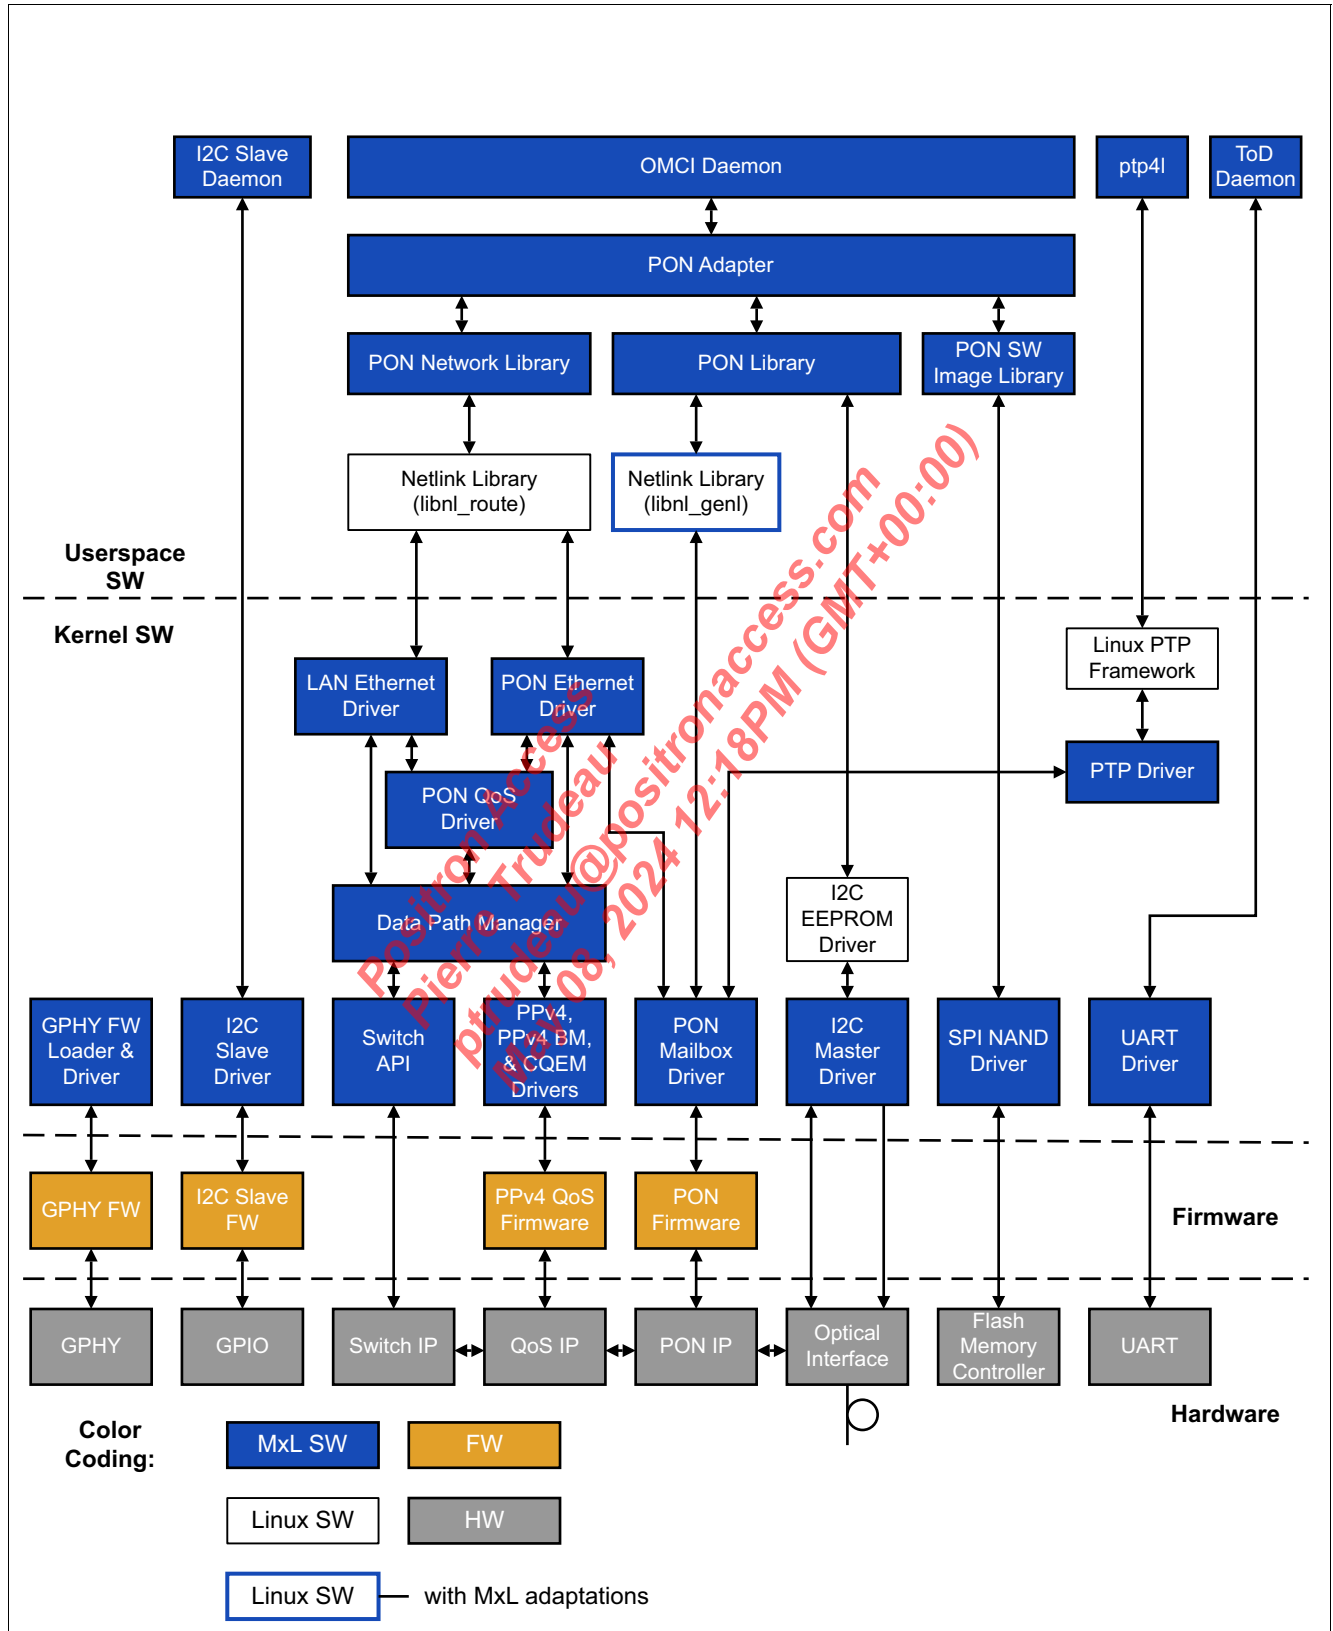 I2C Slave
Daemon
OMCI Daemon
ptp4l
ToD
Daemon
PON Adapter
PON Network Library
PON Library
PON SW
Image Library
Netlink Library
(libnl_route)
Netlink Library
(libnl_genl)
Userspace
SW
Kernel SW
Linux PTP
Framework
LAN Ethernet
Driver
PON Ethernet
Driver
PTP Driver
PON QoS
Driver
I2C
EEPROM
Driver
Data Path Manager
GPHY FW
Loader &
Driver
I2C
Slave
Driver
Switch
API
PPv4,
PPv4 BM,
& CQEM
Drivers
PON
Mailbox
Driver
I2C
Master
Driver
SPI NAND
Driver
UART
Driver
GPHY FW
I2C Slave
FW
PPv4 QoS
Firmware
PON
Firmware
Firmware
GPHY
GPIO
Switch IP
QoS IP
PON IP
Optical
Interface
Flash
Memory
Controller
UART
Hardware
Color
Coding:
MxL SW
FW
Linux SW
HW
Linux SW
with MxL adaptations
Positron Access
Pierre Trudeau
ptrudeau@positronaccess.com
May 08, 2024 12:18PM (GMT+00:00)